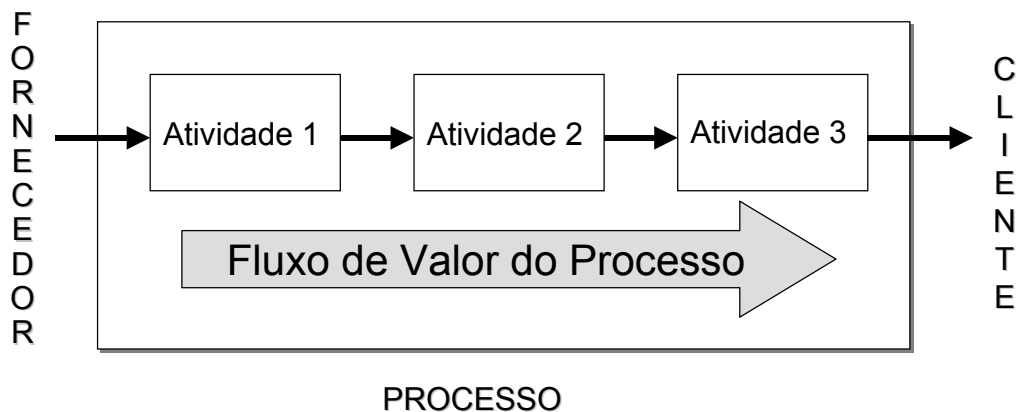 FORNECEDOR
Atividade 1
Atividade 2
Atividade 3
Fluxo de Valor do Processo
CLIENTE
PROCESSO